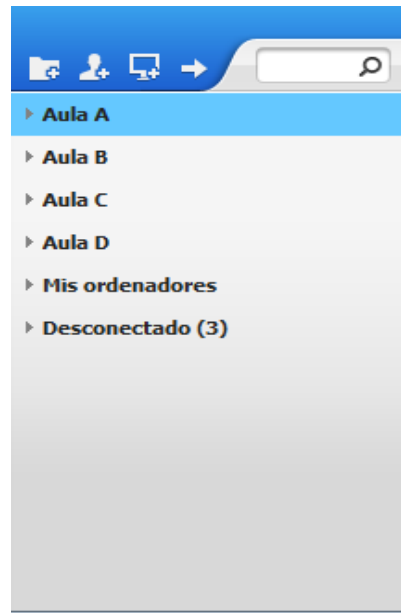 Aula A
Aula B
Aula C
Aula D
Mis ordenadores
Desconectado (3)